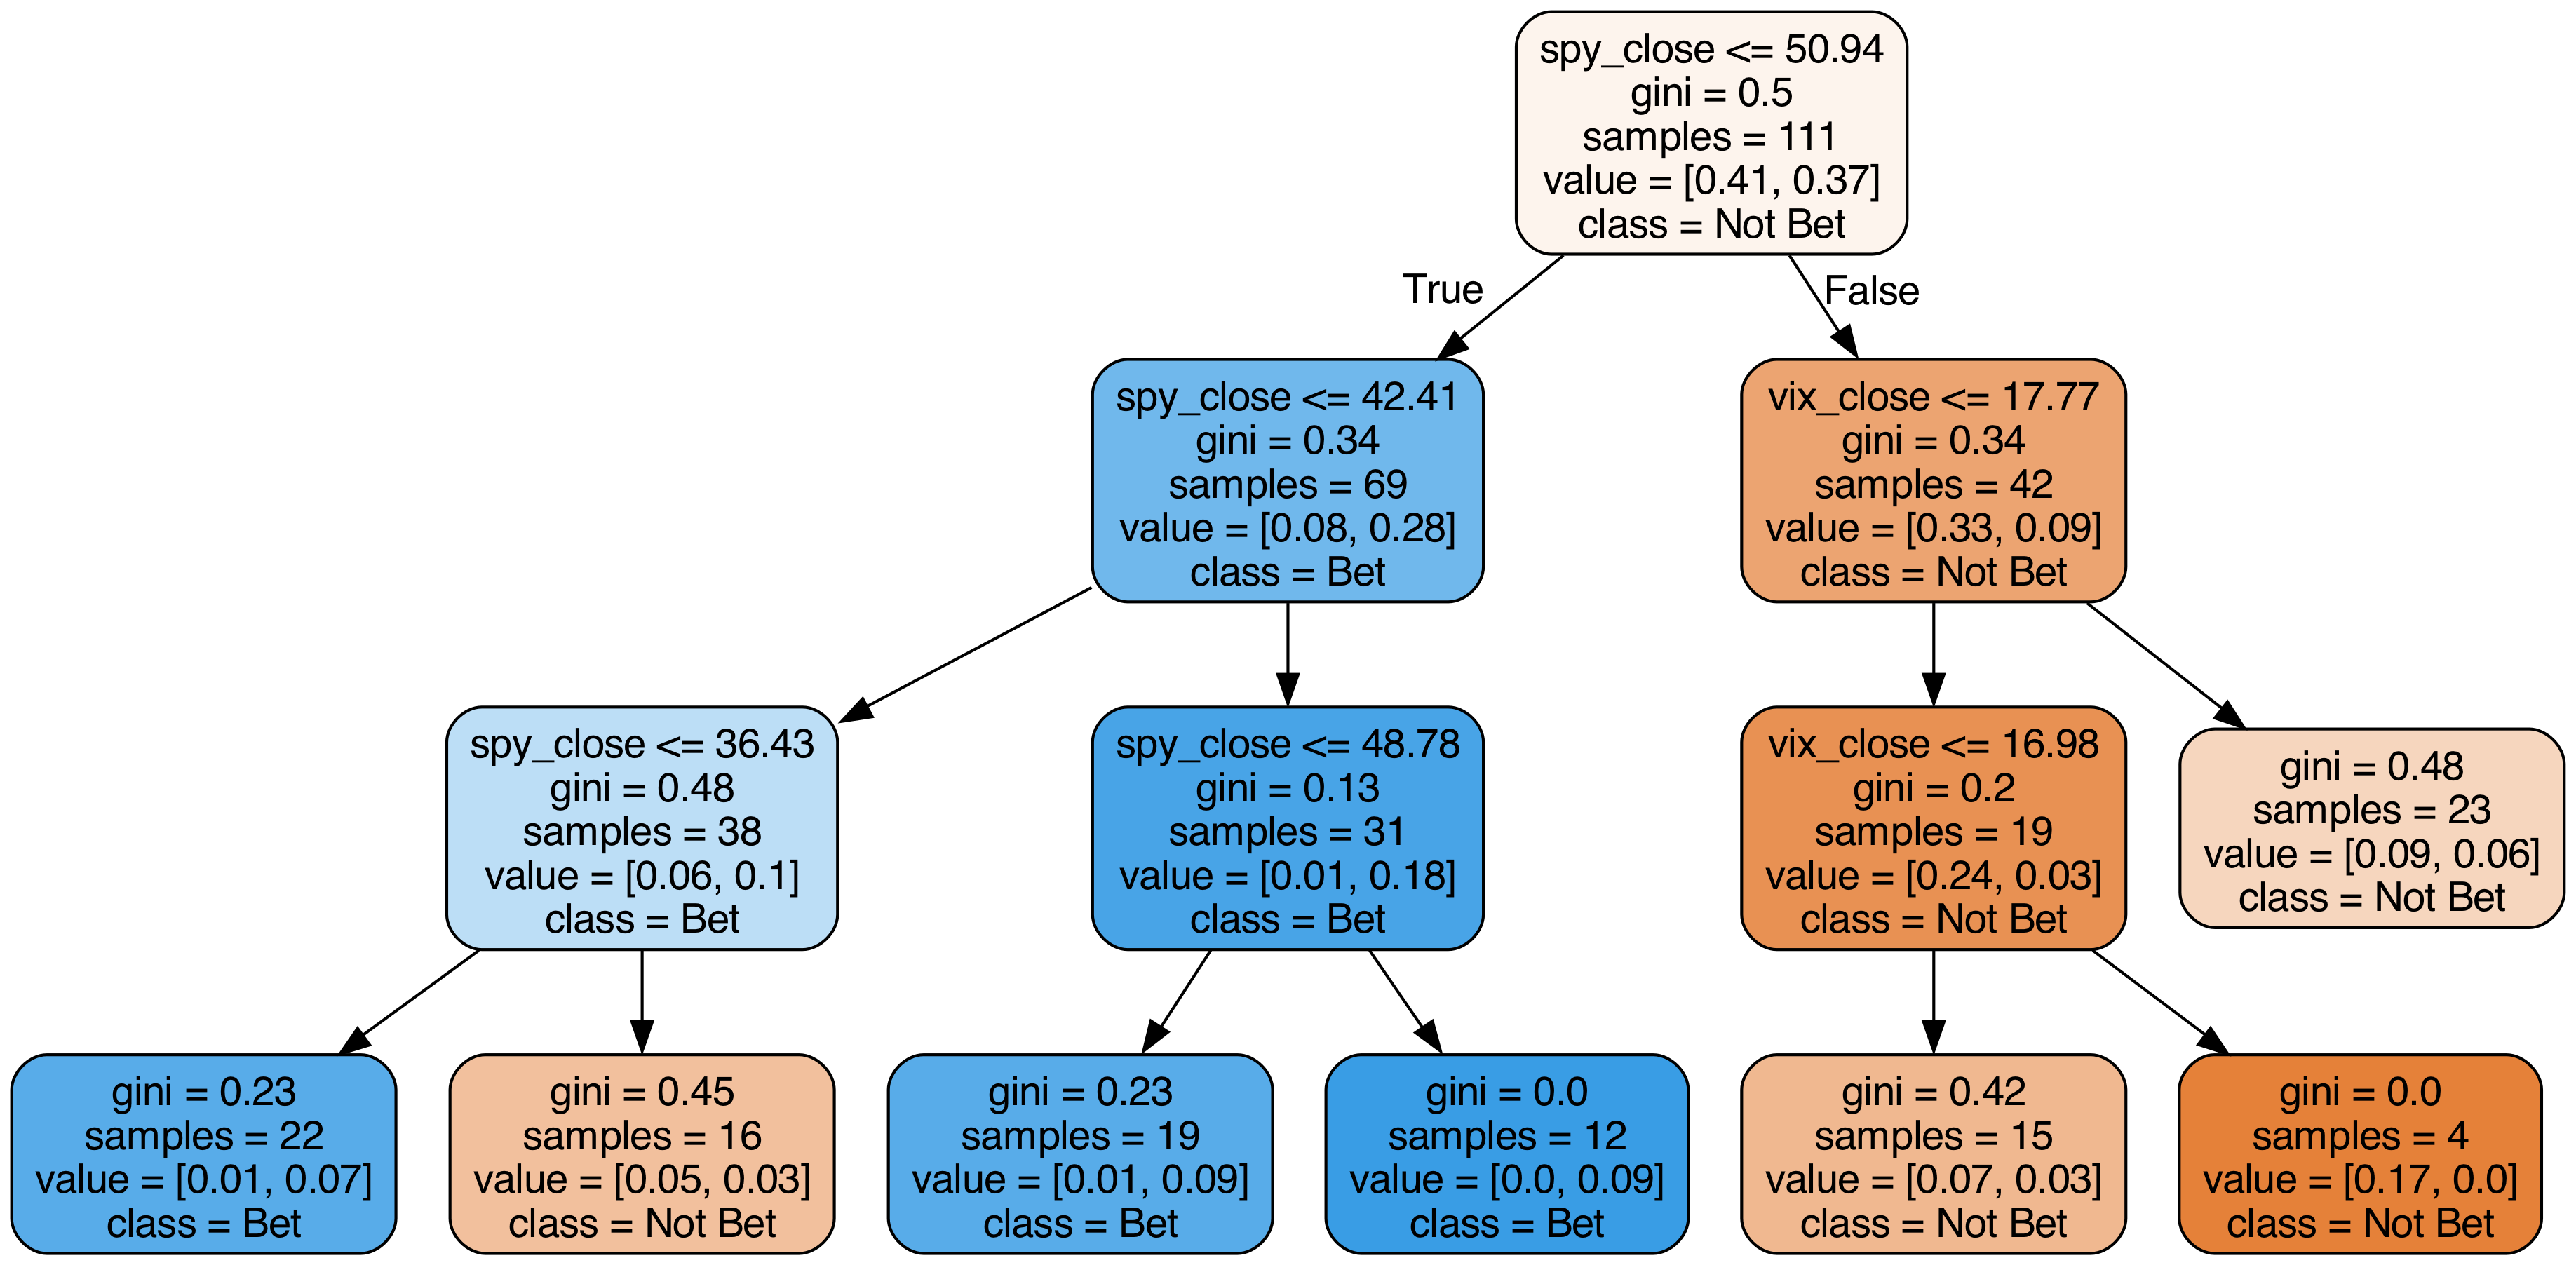 spy_close <= 50.94
gini = 0.5
samples = 111
value = [0.41, 0.37]
class = Not Bet
True
False
spy_close <= 42.41
gini = 0.34
samples = 69
value = [0.08, 0.28]
class = Bet
vix_close <= 17.77
gini = 0.34
samples = 42
value = [0.33, 0.09]
class = Not Bet
spy_close <= 36.43
gini = 0.48
samples = 38
value = [0.06, 0.1]
class = Bet
spy_close <= 48.78
gini = 0.13
samples = 31
value = [0.01, 0.18]
class = Bet
vix_close <= 16.98
gini = 0.2
samples = 19
value = [0.24, 0.03]
class = Not Bet
gini = 0.48
samples = 23
value = [0.09, 0.06]
class = Not Bet
gini = 0.23
samples = 22
value = [0.01, 0.07]
class = Bet
gini = 0.45
samples = 16
value = [0.05, 0.03]
class = Not Bet
gini = 0.23
samples = 19
value = [0.01, 0.09]
class = Bet
gini = 0.0
samples = 12
value = [0.0, 0.09]
class = Bet
gini = 0.42
samples = 15
value = [0.07, 0.03]
class = Not Bet
gini = 0.0
samples = 4
value = [0.17, 0.0]
class = Not Bet